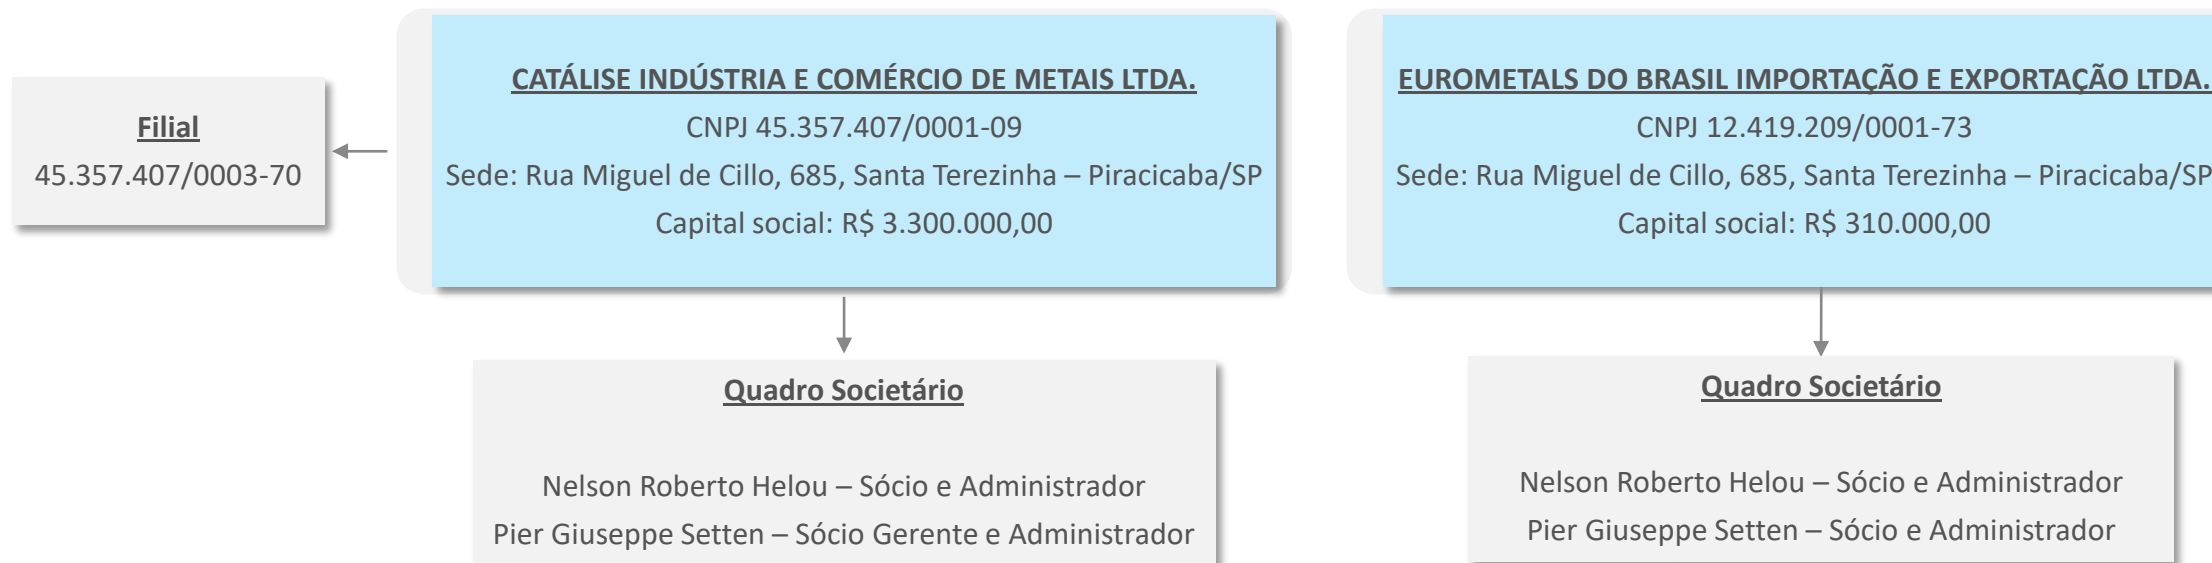 Filial
45.357.407/0003-70
CATÁLISE INDÚSTRIA E COMÉRCIO DE METAIS LTDA.
CNPJ 45.357.407/0001-09
Sede: Rua Miguel de Cillo, 685, Santa Terezinha – Piracicaba/SP
Capital social: R$ 3.300.000,00
Quadro Societário
Nelson Roberto Helou – Sócio e Administrador
Pier Giuseppe Setten – Sócio Gerente e Administrador
EUROMETALS DO BRASIL IMPORTAÇÃO E EXPORTAÇÃO LTDA.
CNPJ 12.419.209/0001-73
Sede: Rua Miguel de Cillo, 685, Santa Terezinha – Piracicaba/SP
Capital social: R$ 310.000,00
Quadro Societário
Nelson Roberto Helou – Sócio e Administrador
Pier Giuseppe Setten – Sócio e Administrador